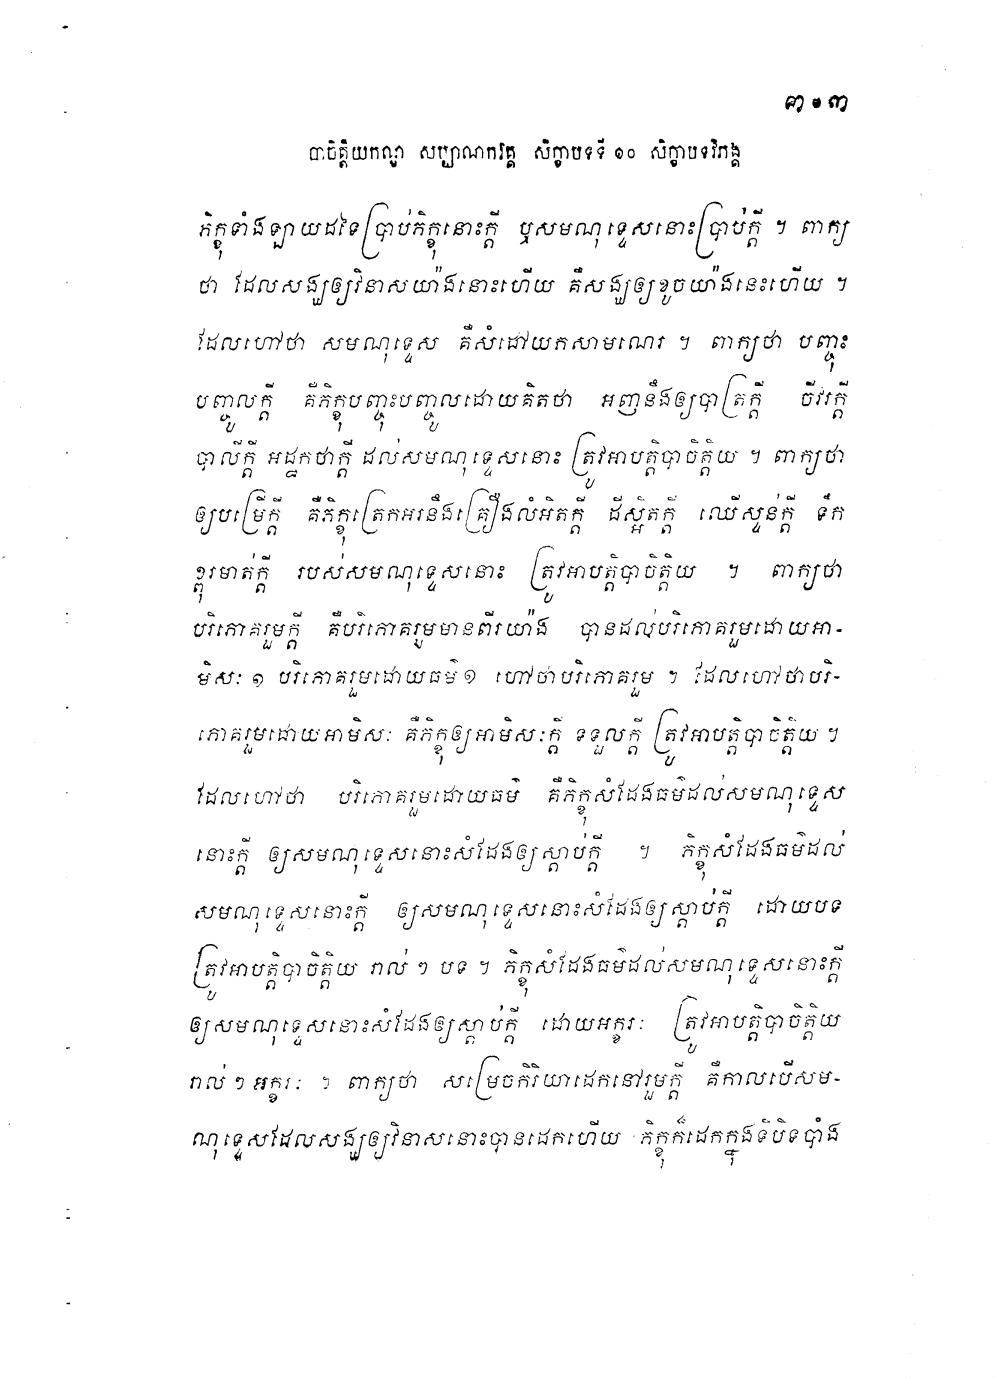 ៣១៣
បាចិត្តិយកណ្ឌ សប្បាណករវគ្គ សិក្ខាបទទី ១០ សិក្ខាបទវិភង្គ
ភិក្ខុទាំងឡាយដទៃប្រាប់ភិក្ខុនោះក្តី ឬសមណុទ្ទេសនោះប្រាប់ក្តី ។ ពាក្យ
ថា ដែលសង្ឃឲ្យវិនាសយ៉ាងនោះហើយ គឺសង្ឃឲ្យខូចយ៉ាងនេះហើយ ។
ដែលហៅថា សមណុទ្ទេស គឺសំដៅយកសាមណេរ ។ ពាក្យថា បញ្ចុះ
បញ្ចូលក្តី គឺភិក្ខុបញ្ចុះបញ្ចូលដោយគិតថា អញនឹងឲ្យបាត្រក្តី ចីវរក្តី
បាលីក្តី អដ្ឋកថាក្តី ដល់សមណុទ្ទេសនោះ ត្រូវអាបត្តិបាចិត្តិយ ។ ពាក្យថា
ឲ្យបម្រើក្តី គឺភិក្ខុត្រេកអរនឹងគ្រឿងលំអិតក្តី ដីស្អិតក្តី ឈើស្ទន់ក្តី ទឹក
ខ្ពុរមាត់ក្តី របស់សមណុទ្ទេសនោះ ត្រូវអាបត្តិបាចិត្តិយ ។ ពាក្យថា
បរិភោគរួមក្តី គឺបរិភោគរួមមានពីរយ៉ាង បានដល់បរិភោគរួមដោយអា-
មិសៈ ១ បរិភោគរួមដោយធម៌ ១ ហៅថាបរិភោគរួម ។ ដែលហៅថាបរិ-
ភោគរួមដោយអាមិសៈ គឺភិក្ខុឲ្យអាមិសៈក្តី ទទួលក្តី ត្រូវអាបត្តិបាចិត្តិយ ។
ដែលហៅថា បរិភោគរួមដោយធម៌ គឺភិក្ខុសំដែងធម៌ដល់សមណុទ្ទេស
នោះក្តី ឲ្យសមណុទ្ទេសនោះសំដែងឲ្យស្តាប់ក្តី ។ ភិក្ខុសំដែងធម៌ដល់
សមណុទ្ទេសនោះក្តី ឲ្យសមណុទ្ទេសនោះសំដែងឲ្យស្តាប់ក្តី ដោយបទ
ត្រូវអាបត្តិបាចិត្តិយ រាល់ ៗ បទ ។ ភិក្ខុសំដែងធម៌ដល់សមណុទ្ទេសនោះក្តី
ឲ្យសមណុទ្ទេសនោះសំដែងឲ្យស្តាប់ក្តី ដោយអក្ខរៈ ត្រូវអាបត្តិបាចិត្តិយ
រាល់ ៗ អក្ខរៈ ។ ពាក្យថា សម្រេចកិរិយាដេកនៅរួមក្តី គឺកាលបើសម-
ណុទ្ទេសដែលសង្ឃឲ្យវិនាសនោះបានដេកហើយ ភិក្ខុក៏ដេកក្នុងទីបិទបាំង